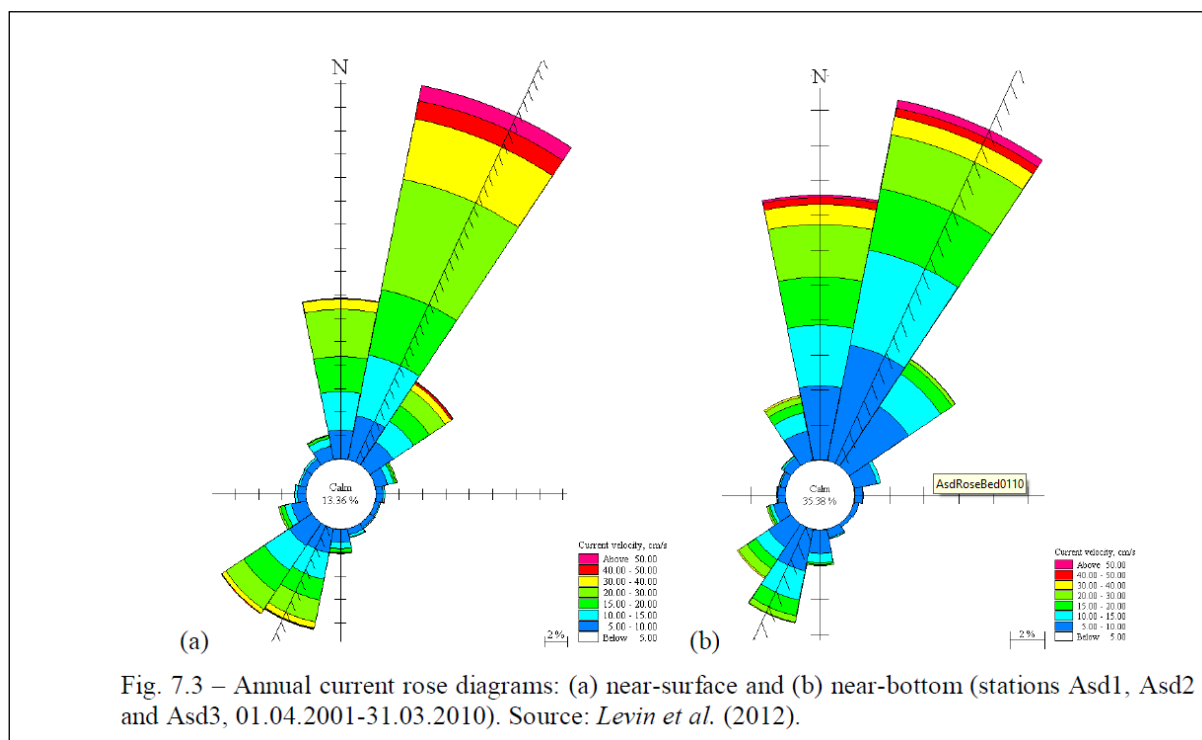 N
Calm
13.36 %
(a)
2%
Current velocity, cm/s
Above 50.00
40.00 - 50.00
30.00 - 40.00
20.00 - 30.00
15.00 - 20.00
10.00 - 15.00
5.00 - 10.00
Below 5.00
N
Calm
35.38 %
AsdRoseBed0110
(b)
2%
Current velocity, cm/s
Above 50.00
40.00 - 50.00
30.00 - 40.00
20.00 - 30.00
15.00 - 20.00
10.00 - 15.00
5.00 - 10.00
Below 5.00
Fig. 7.3 – Annual current rose diagrams: (a) near-surface and (b) near-bottom (stations Asd1, Asd2
and Asd3, 01.04.2001-31.03.2010). Source: Levin et al. (2012).